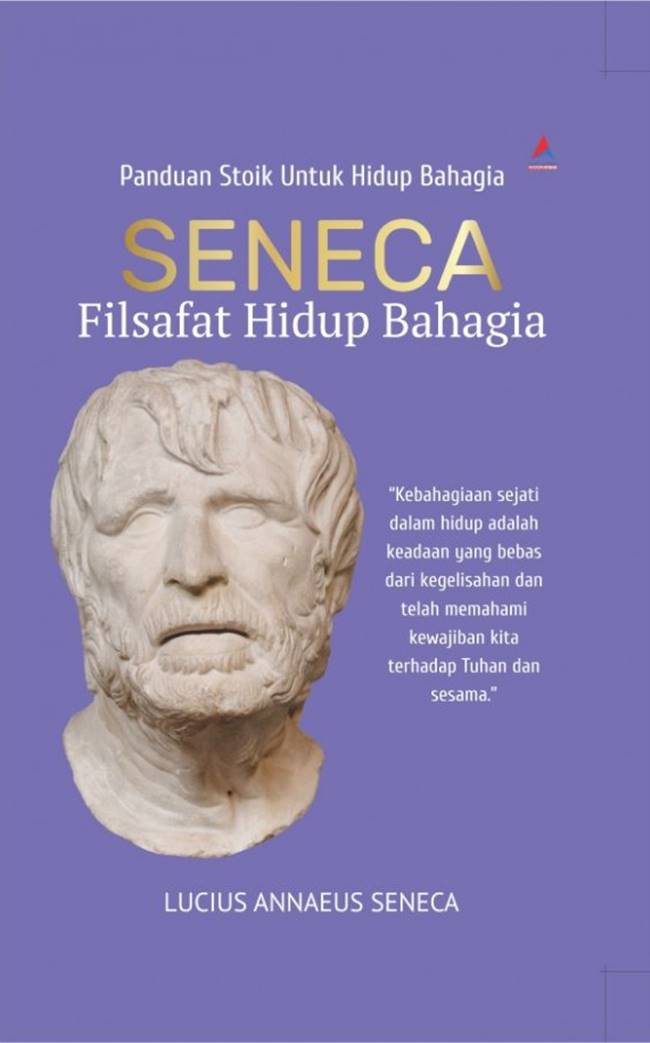 Panduan Stoik Untuk Hidup Bahagia
SENECA
Filsafat Hidup Bahagia
"Kebahagiaan sejati
dalam hidup adalah
keadaan yang bebas
dari kegelisahan dan
telah memahami
kewajiban kita
terhadap Tuhan dan
sesama."
LUCIUS ANNAEUS SENECA